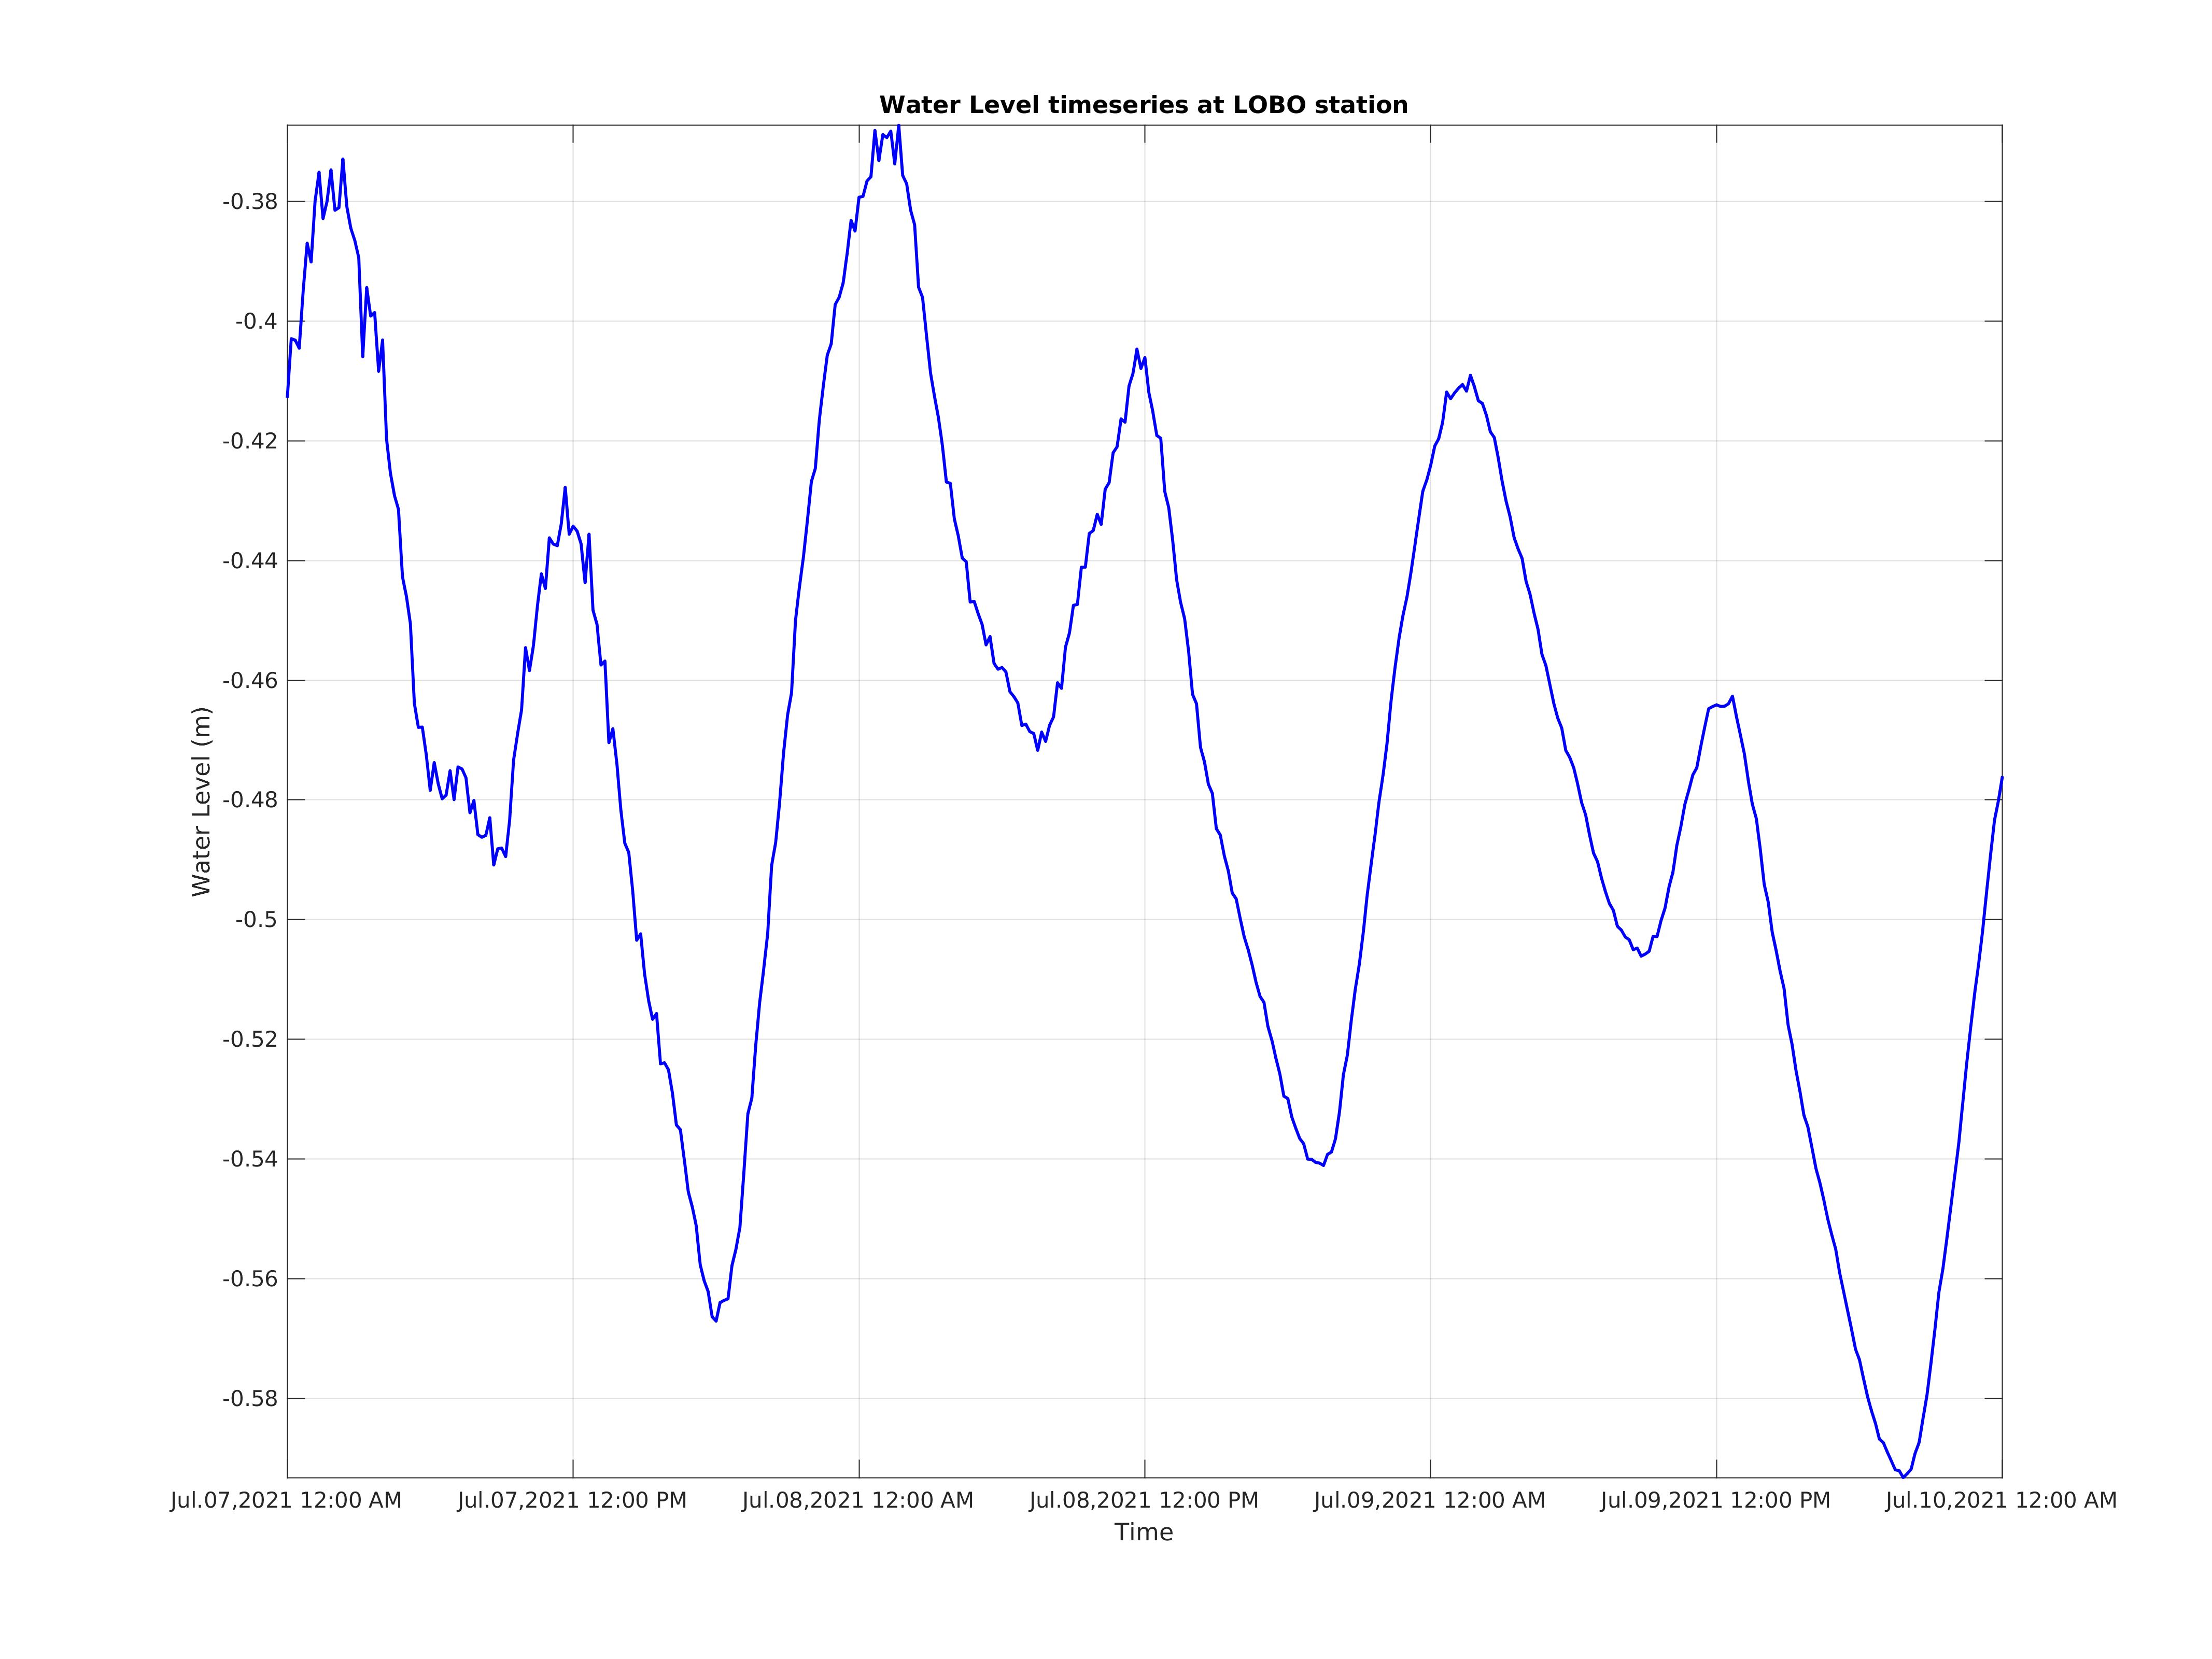 Water Level timeseries at LOBO station
-0.38
-0.4
-0.42
-0.44
-0.46
-0.48
-0.5
-0.52
-0.54
-0.56
-0.58
Water Level (m)
Jul.07,2021 12:00 AM
Jul.07,2021 12:00 PM
Jul.08,2021 12:00 AM
Jul.08,2021 12:00 PM
Jul.09,2021 12:00 AM
Jul.09,2021 12:00 PM
Jul.10,2021 12:00 AM
Time